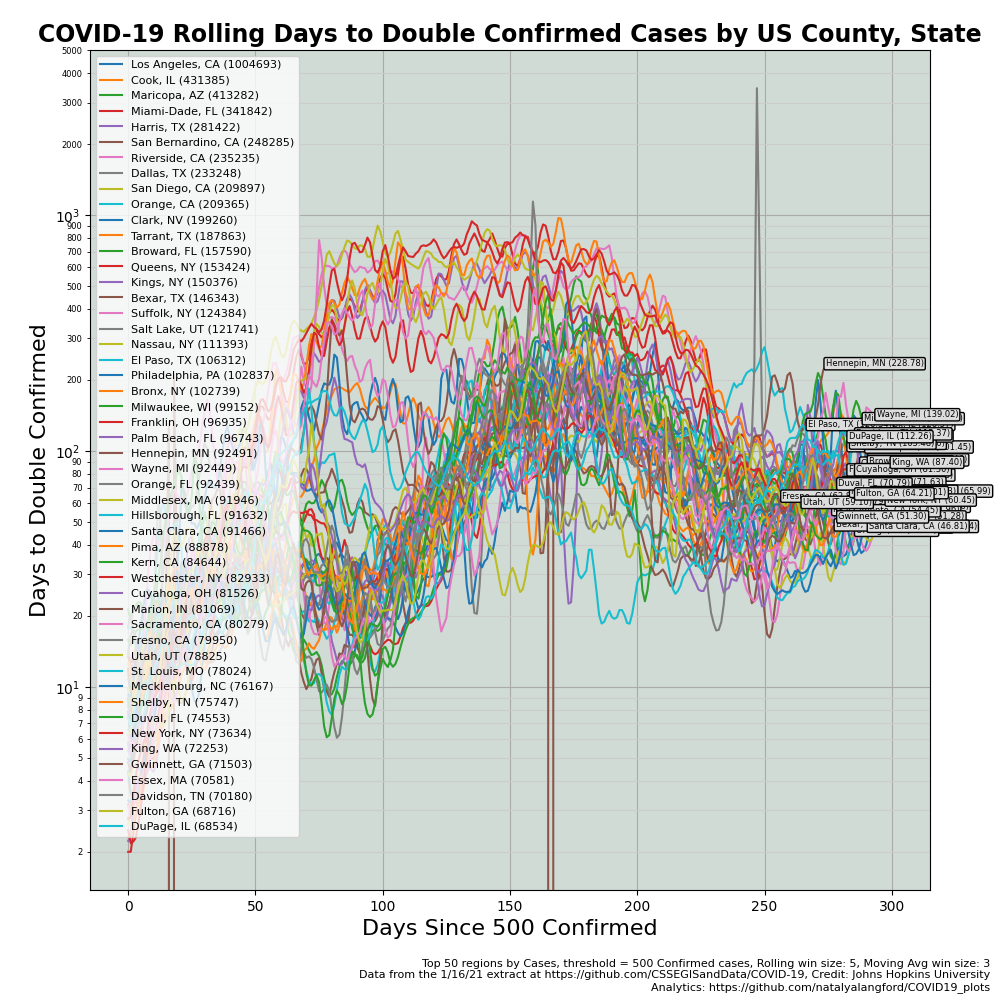 COVID-19 Rolling Days to Double Confirmed Cases by US County, State
Days to Double Confirmed
5000
4000
3000
2000
10^3
900
800
700
600
500
400
300
200
10^2
90
80
70
60
50
40
30
20
10^1
9
8
7
6
5
4
3
2
Los Angeles, CA (1004693)
Cook, IL (431385)
Maricopa, AZ (413282)
Miami-Dade, FL (341842)
Harris, TX (281422)
San Bernardino, CA (248285)
Riverside, CA (235235)
Dallas, TX (233248)
San Diego, CA (209897)
Orange, CA (209365)
Clark, NV (199260)
Tarrant, TX (187863)
Broward, FL (157590)
Queens, NY (153424)
Kings, NY (150376)
Bexar, TX (146343)
Suffolk, NY (124384)
Salt Lake, UT (121741)
Nassau, NY (111393)
El Paso, TX (106312)
Philadelphia, PA (102837)
Bronx, NY (102739)
Milwaukee, WI (99152)
Franklin, OH (96935)
Palm Beach, FL (96743)
Hennepin, MN (92491)
Wayne, MI (92449)
Orange, FL (92439)
Middlesex, MA (91946)
Hillsborough, FL (91632)
Santa Clara, CA (91466)
Pima, AZ (88878)
Kern, CA (84644)
Westchester, NY (82933)
Cuyahoga, OH (81526)
Marion, IN (81069)
Sacramento, CA (80279)
Fresno, CA (79950)
Utah, UT (78825)
St. Louis, MO (78024)
Mecklenburg, NC (76167)
Shelby, TN (75747)
Duval, FL (74553)
New York, NY (73634)
King, WA (72253)
Gwinnett, GA (71503)
Essex, MA (70581)
Davidson, TN (70180)
Fulton, GA (68716)
DuPage, IL (68534)
Hennepin, MN (228.78)
Wayne, MI (139.02)
El Paso, TX
DuPage, IL (112.26)
King, WA (87.40)
Duval, FL (70.79)
Fulton, GA (64.21)
Gwinnett, GA (51.30)
Santa Clara, CA (46.81)
0 50 100 150 200 250 300
Days Since 500 Confirmed
Top 50 regions by Cases, threshold = 500 Confirmed cases, Rolling win size: 5, Moving Avg win size: 3
Data from the 1/16/21 extract at https://github.com/CSSEGISandData/COVID-19, Credit: Johns Hopkins University
Analytics: https://github.com/natalyalangford/COVID19_plots